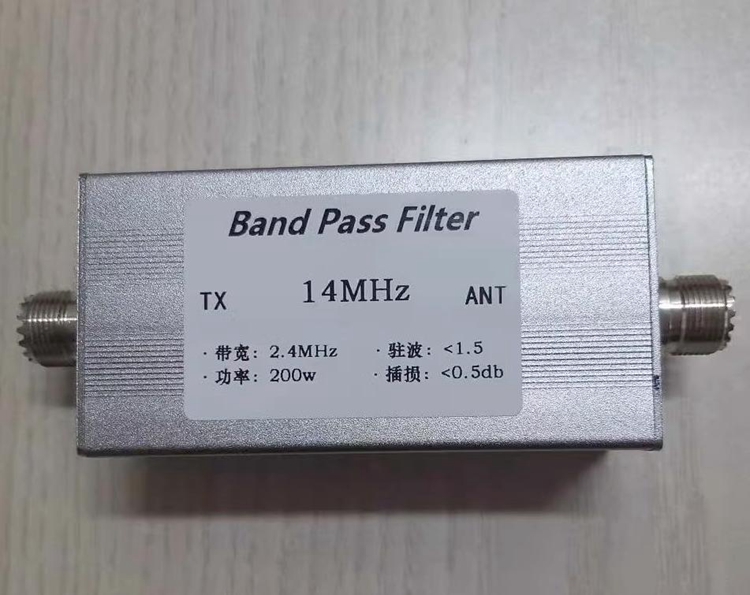 Band Pass Filter
TX 14MHz ANT
· 带宽: 2.4MHz · 驻波: <1.5
· 功率: 200w · 插损: <0.5db